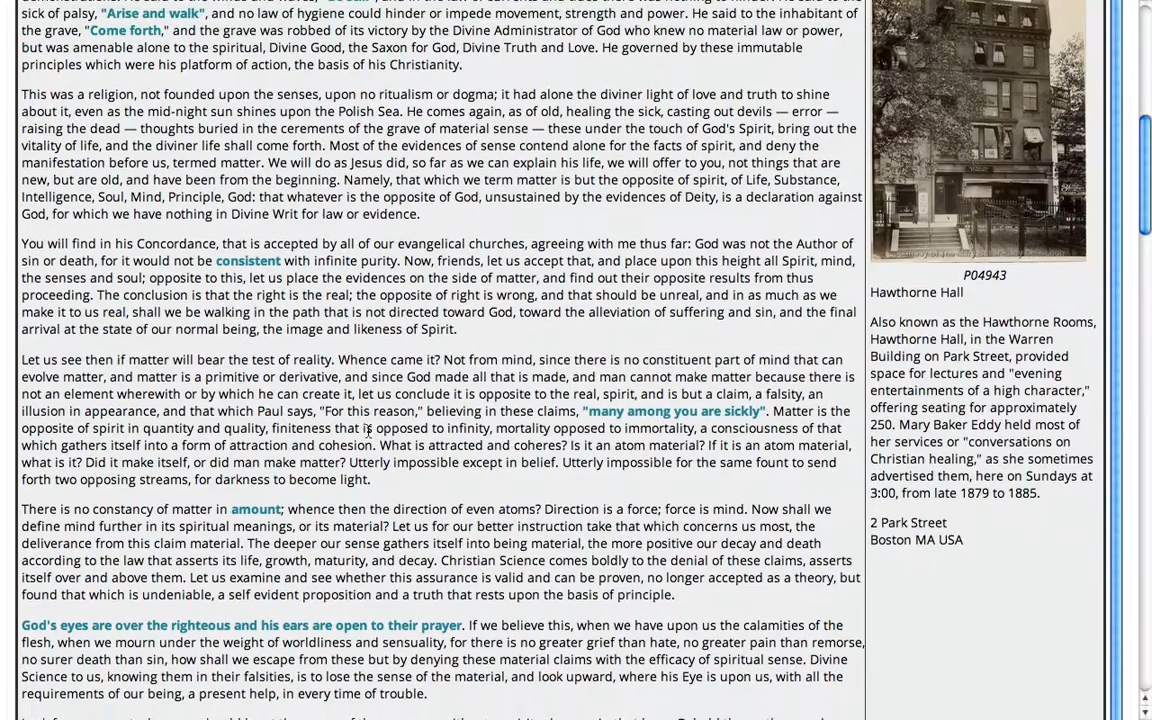 sick of palsy, "Arise and walk", and no law of hygiene could hinder or impede movement, strength and power. He said to the inhabitant of
the grave, "Come forth," and the grave was robbed of its victory by the Divine Administrator of God who knew no material law or power,
but was amenable alone to the spiritual, Divine Good, the Saxon for God, Divine Truth and Love. He governed by these immutable
principles which were his platform of action, the basis of his Christianity.
This was a religion, not founded upon the senses, upon no ritualism or dogma; it had alone the diviner light of love and truth to shine
about it, even as the mid-night sun shines upon the Polish Sea. He comes again, as of old, healing the sick, casting out devils — error —
raising the dead — thoughts buried in the cerements of the grave of material sense — these under the touch of God's Spirit, bring out the
vitality of life, and the diviner life shall come forth. Most of the evidences of sense contend alone for the facts of spirit, and deny the
manifestation before us, termed matter. We will do as Jesus did, so far as we can explain his life, we will offer to you, not things that are
new, but are old, and have been from the beginning. Namely, that which we term matter is but the opposite of spirit, of Life, Substance,
Intelligence, Soul, Mind, Principle, God: that whatever is the opposite of God, unsustained by the evidences of Deity, is a declaration against
God, for which we have nothing in Divine Writ for law or evidence.
You will find in his Concordance, that is accepted by all of our evangelical churches, agreeing with me thus far: God was not the Author of
sin or death, for it would not be consistent with infinite purity. Now, friends, let us accept that, and place upon this height all Spirit, mind,
the senses and soul; opposite to this, let us place the evidences on the side of matter, and find out their opposite results from thus
proceeding. The conclusion is that the right is the real; the opposite of right is wrong, and that should be unreal, and in as much as we
make it to us real, shall we be walking in the path that is not directed toward God, toward the alleviation of suffering and sin, and the final
arrival at the state of our normal being, the image and likeness of Spirit.
Let us see then if matter will bear the test of reality. Whence came it? Not from mind, since there is no constituent part of mind that can
evolve matter, and matter is a primitive or derivative, and since God made all that is made, and man cannot make matter because there is
not an element wherewith or by which he can create it, let us conclude it is opposite to the real, spirit, and is but a claim, a falsity, an
illusion in appearance, and that which Paul says, "For this reason," believing in these claims, "many among you are sickly". Matter is the
opposite of spirit in quantity and quality, finiteness that is opposed to infinity, mortality opposed to immortality, a consciousness of that
which gathers itself into a form of attraction and cohesion. What is attracted and coheres? Is it an atom material? If it is an atom material,
what is it? Did it make itself, or did man make matter? Utterly impossible except in belief. Utterly impossible for the same fount to send
forth two opposing streams, for darkness to become light.
There is no constancy of matter in amount; whence then the direction of even atoms? Direction is a force; force is mind. Now shall we
define mind further in its spiritual meanings, or its material? Let us for our better instruction take that which concerns us most, the
deliverance from this claim material. The deeper our sense gathers itself into being material, the more positive our decay and death
according to the law that asserts its life, growth, maturity, and decay. Christian Science comes boldly to the denial of these claims, asserts
itself over and above them. Let us examine and see whether this assurance is valid and can be proven, no longer accepted as a theory, but
found that which is undeniable, a self evident proposition and a truth that rests upon the basis of principle.
God's eyes are over the righteous and his ears are open to their prayer. If we believe this, when we have upon us the calamities of the
flesh, when we mourn under the weight of worldliness and sensuality, for there is no greater grief than hate, no greater pain than remorse,
no surer death than sin, how shall we escape from these but by denying these material claims with the efficacy of spiritual sense. Divine
Science to us, knowing them in their falsities, is to lose the sense of the material, and look upward, where his Eye is upon us, with all the
requirements of our being, a present help, in every time of trouble.
P04943
Hawthorne Hall
Also known as the Hawthorne Rooms,
Hawthorne Hall, in the Warren
Building on Park Street, provided
space for lectures and "evening
entertainments of a high character,"
offering seating for approximately
250. Mary Baker Eddy held most of
her services or "conversations on
Christian healing," as she sometimes
advertised them, here on Sundays at
3:00, from late 1879 to 1885.
2 Park Street
Boston MA USA